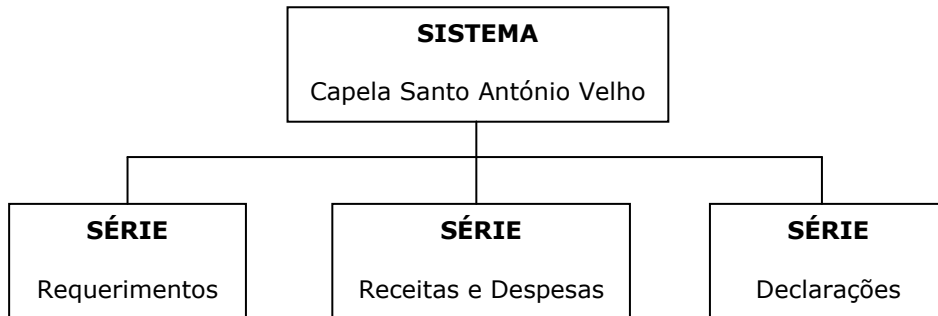 SISTEMA
Capela Santo António Velho
SÉRIE
Requerimentos
SÉRIE
Receitas e Despesas
SÉRIE
Declarações